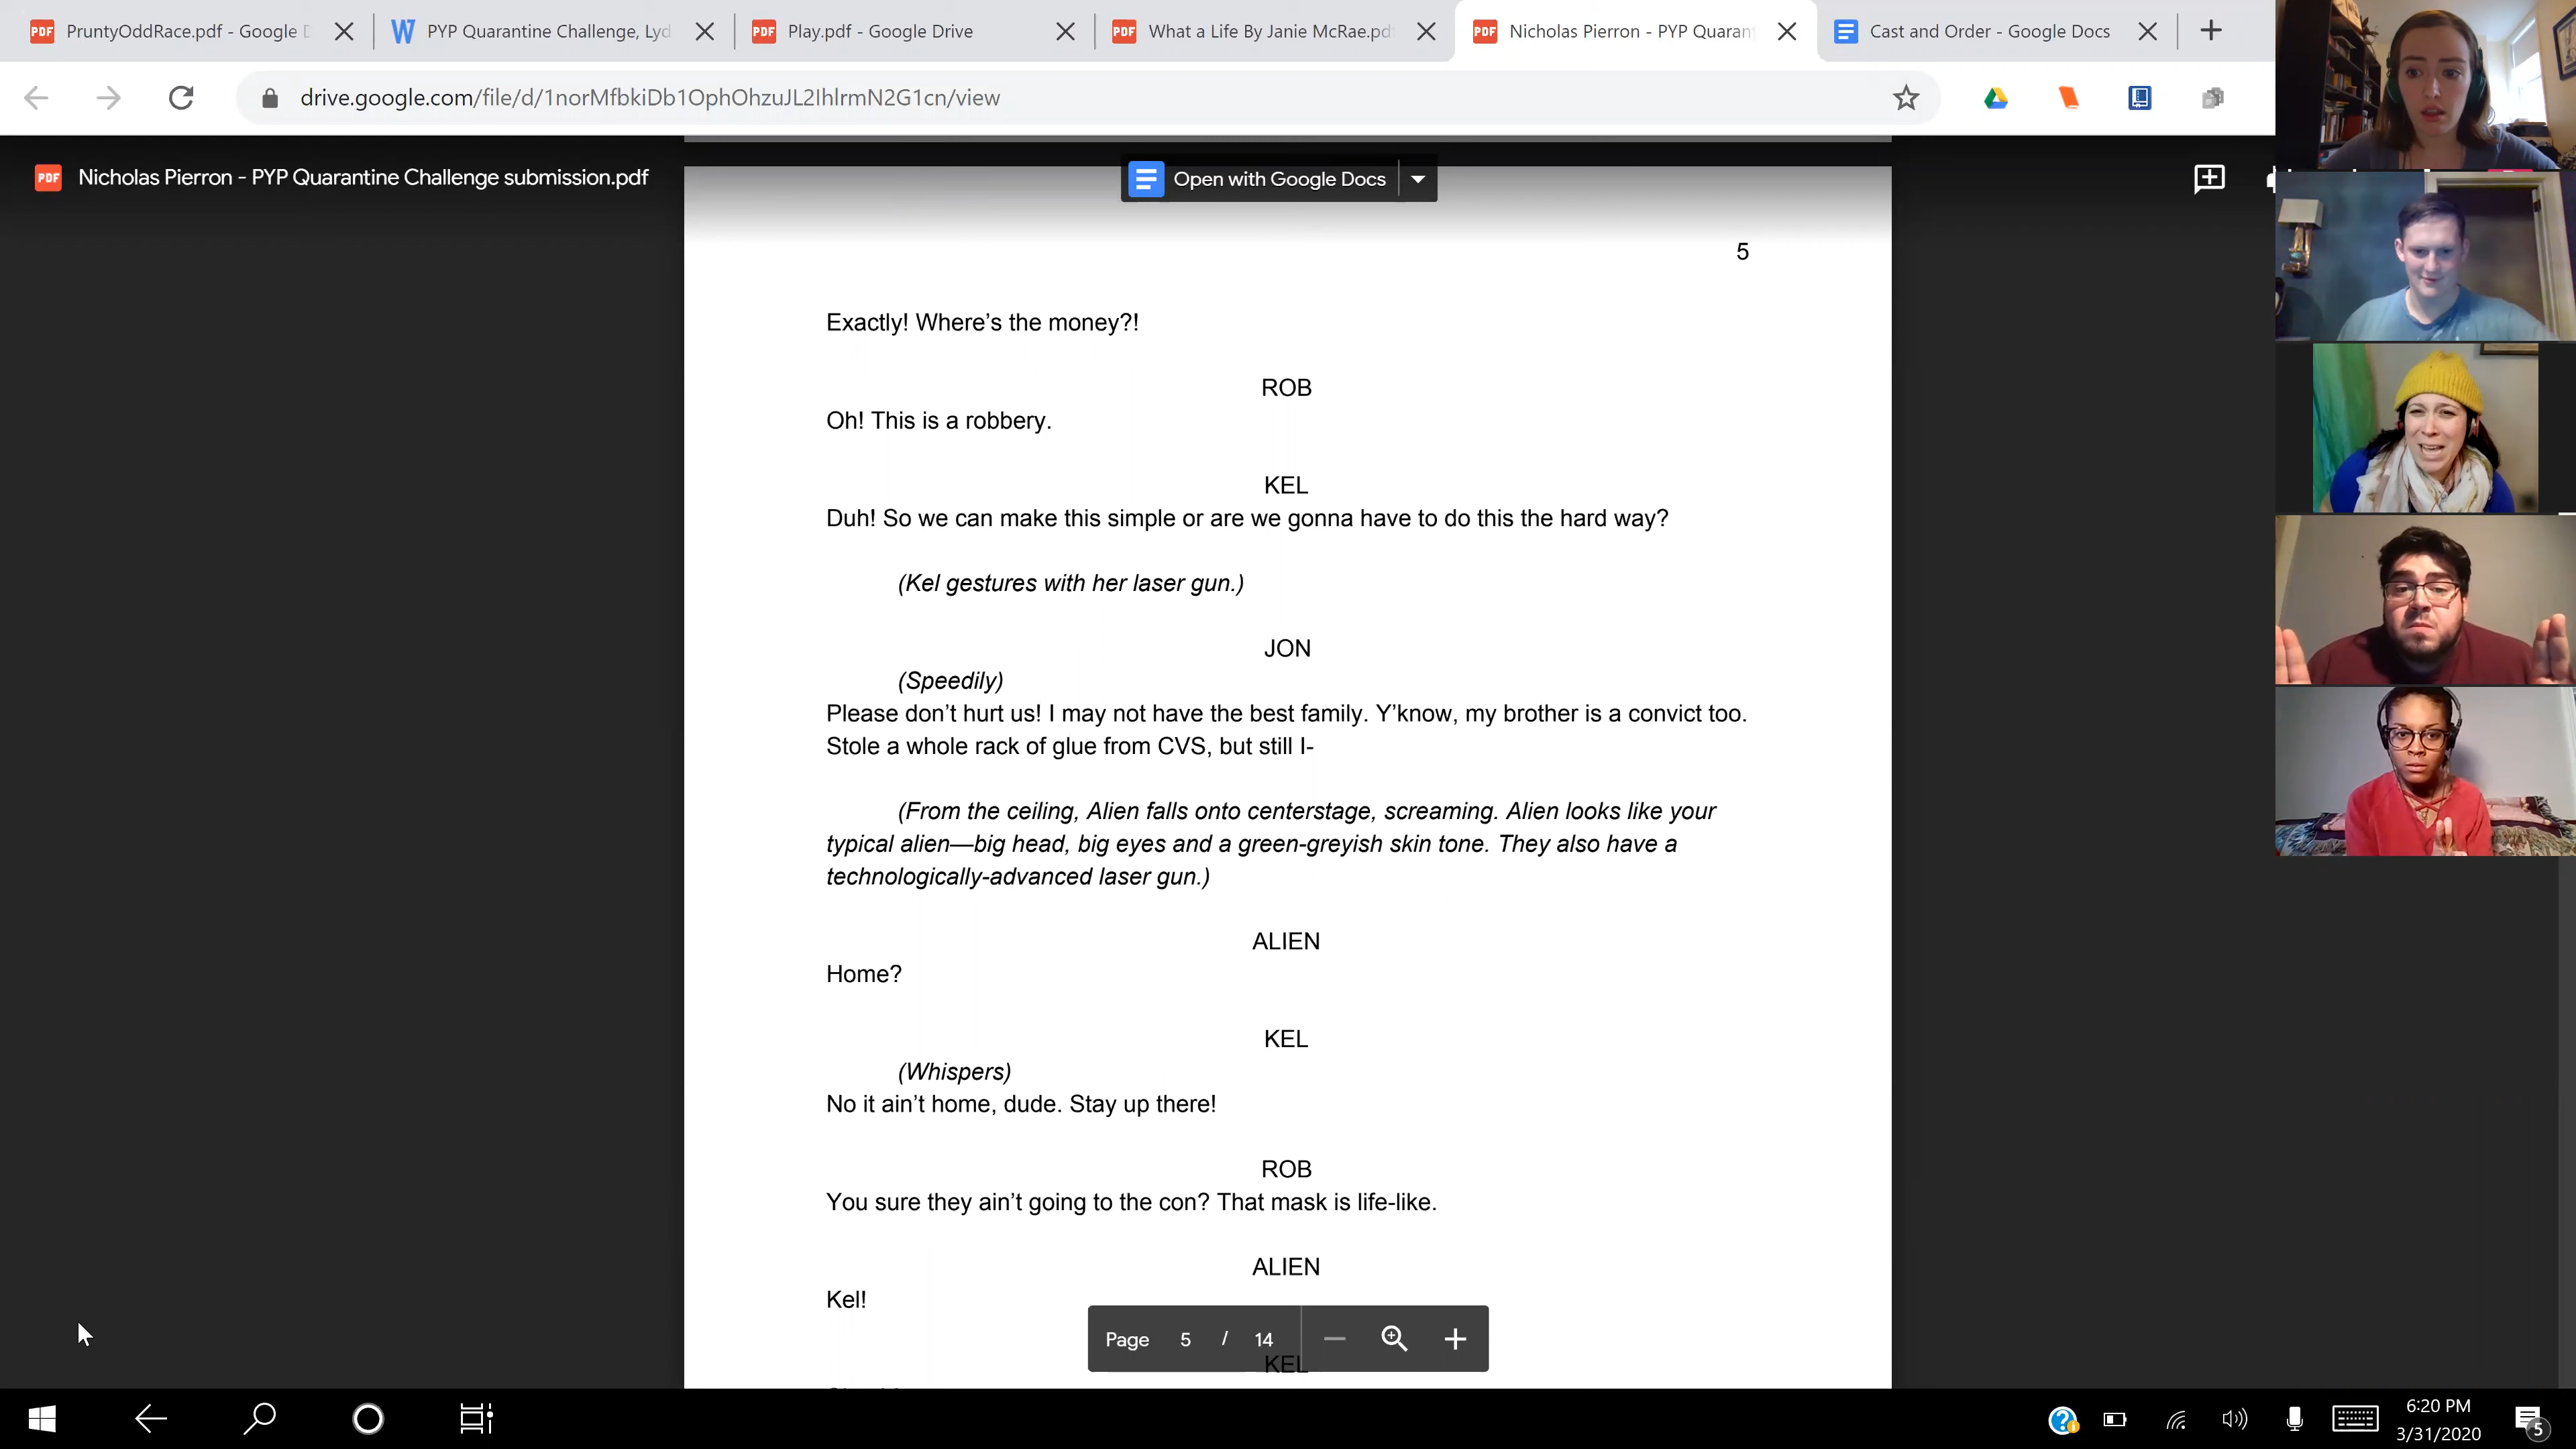 PruntyOddRace.pdf - Google D
PYP Quarantine Challenge, Lyd
Play.pdf - Google Drive
What a Life By Janie McRae.pdf
Nicholas Pierron - PYP Quaran
Cast and Order - Google Docs
drive.google.com/file/d/1norMfbkiDb1OphOhzuJL2IhlrmN2G1cn/view
PDF Nicholas Pierron - PYP Quarantine Challenge submission.pdf
Open with Google Docs
5
Exactly! Where's the money?!
ROB
Oh! This is a robbery.
KEL
Duh! So we can make this simple or are we gonna have to do this the hard way?
(Kel gestures with her laser gun.)
JON
(Speedily)
Please don't hurt us! I may not have the best family. Y'know, my brother is a convict too.
Stole a whole rack of glue from CVS, but still I-
(From the ceiling, Alien falls onto centerstage, screaming. Alien looks like your
typical alien—big head, big eyes and a green-greyish skin tone. They also have a
technologically-advanced laser gun.)
ALIEN
Home?
KEL
(Whispers)
No it ain't home, dude. Stay up there!
ROB
You sure they ain't going to the con? That mask is life-like.
ALIEN
Kel!
Page 5 / 14
KEL
6:20 PM
3/31/2020
5